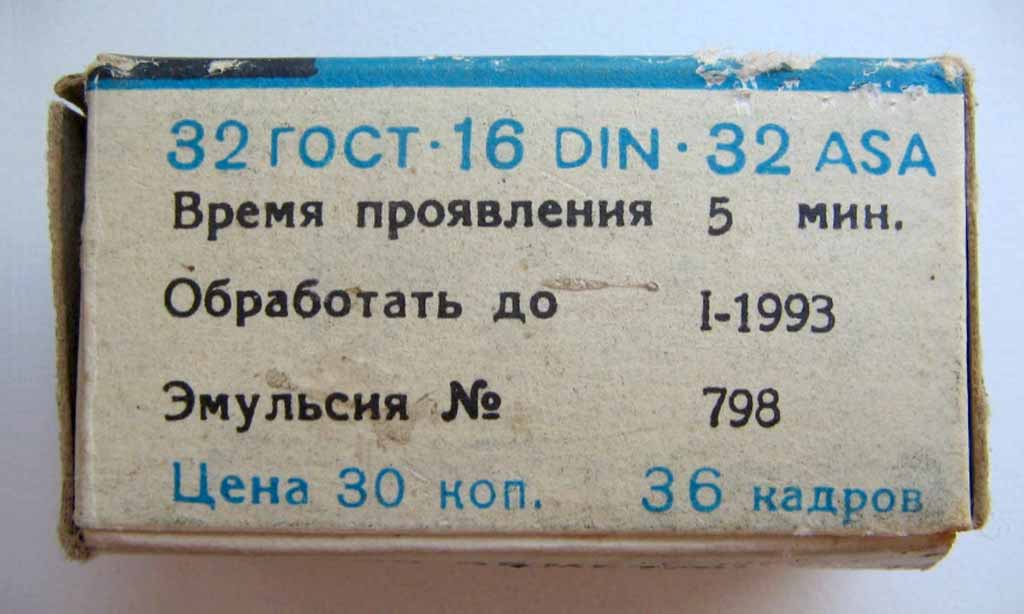 32 ГОСТ · 16 DIN · 32 ASA
Время проявления 5 мин.
Обработать до I-1993
Эмульсия № 798
Цена 30 коп. 36 кадров